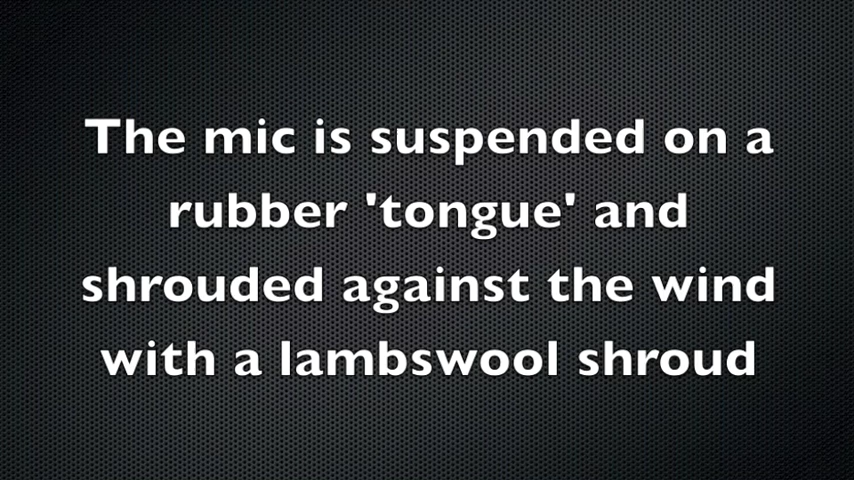 The mic is suspended on a
rubber 'tongue' and
shrouded against the wind
with a lambswool shroud